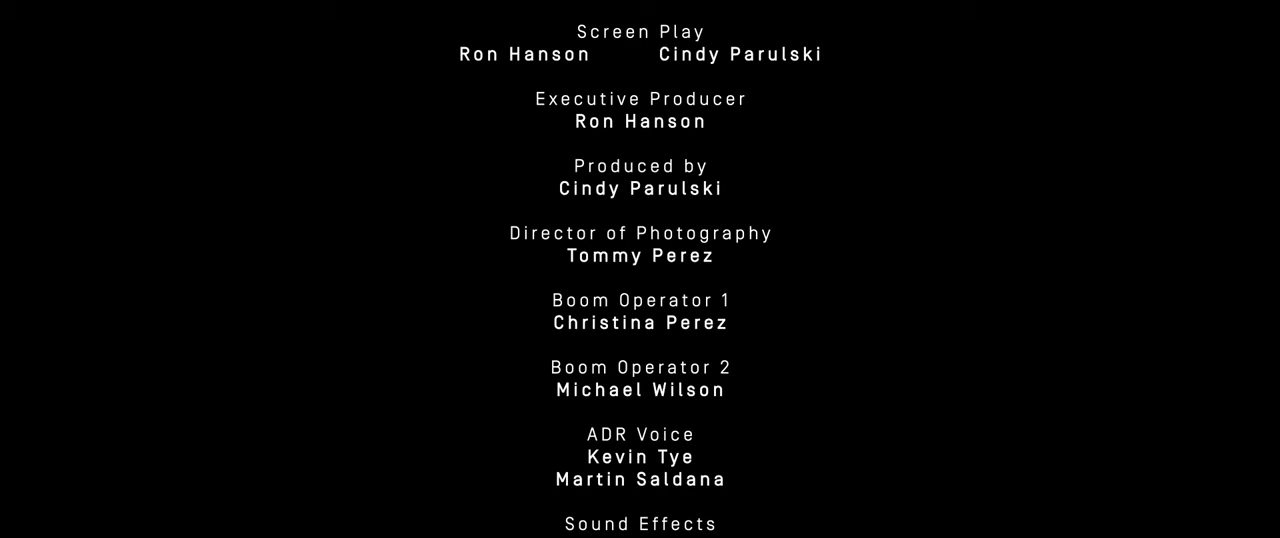 Screen Play
Ron Hanson Cindy Parulski
Executive Producer
Ron Hanson
Produced by
Cindy Parulski
Director of Photography
Tommy Perez
Boom Operator 1
Christina Perez
Boom Operator 2
Michael Wilson
ADR Voice
Kevin Tye
Martin Saldana
Sound Effects